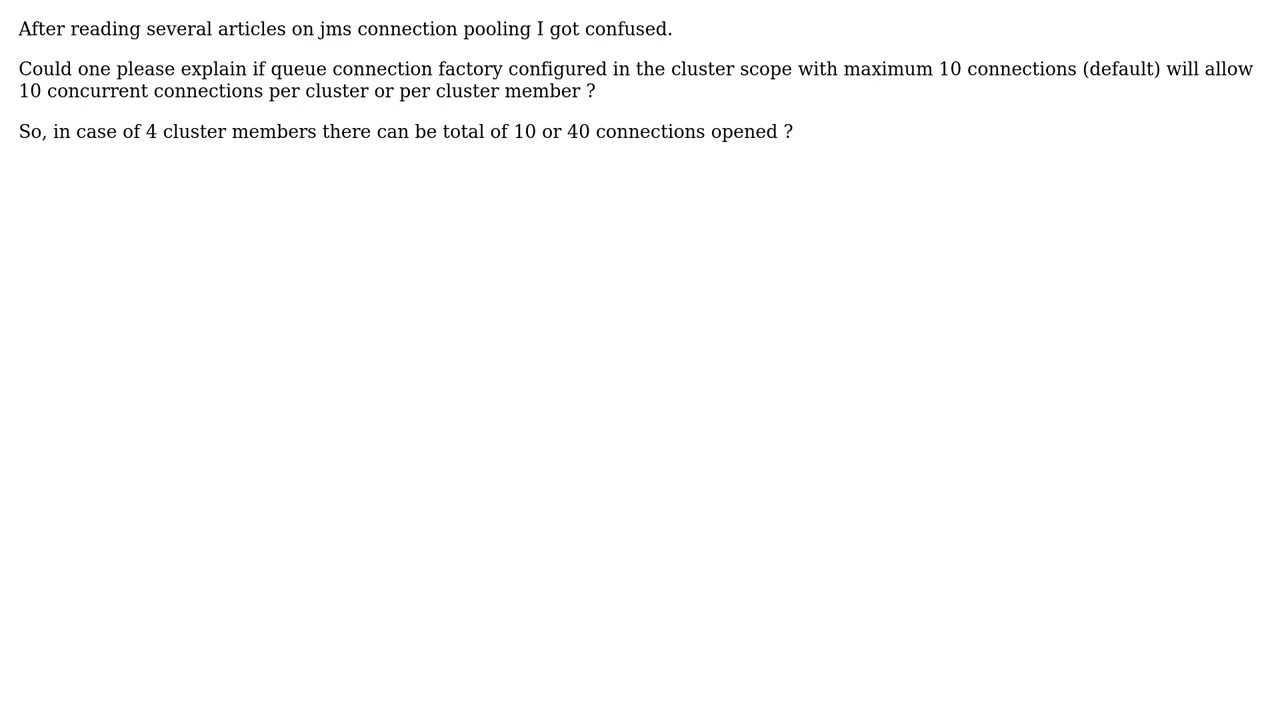 After reading several articles on jms connection pooling I got confused.
Could one please explain if queue connection factory configured in the cluster scope with maximum 10 connections (default) will allow
10 concurrent connections per cluster or per cluster member ?
So, in case of 4 cluster members there can be total of 10 or 40 connections opened ?